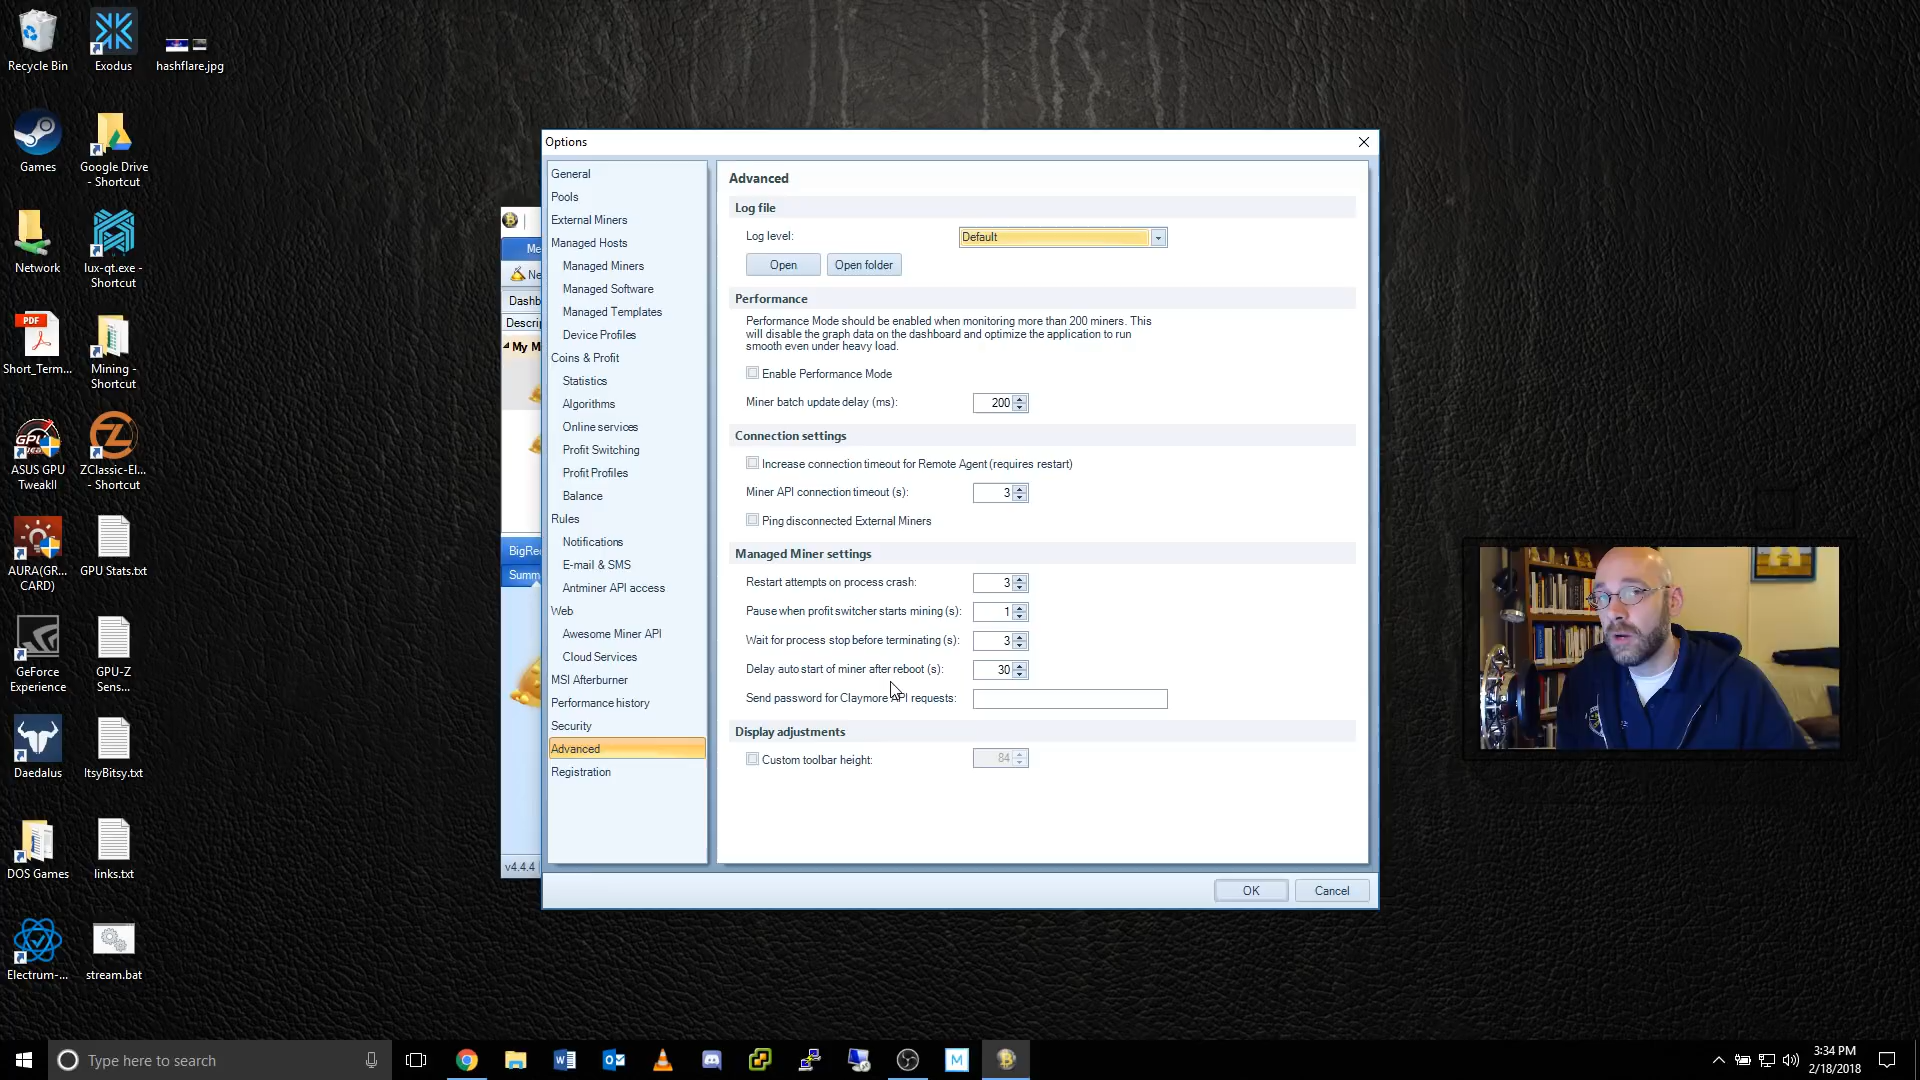 Recycle Bin
Exodus
hashflare.jpg
Games
Google Drive
- Shortcut
Network
lux-qt.exe -
Shortcut
PDF
Short_Term...
Mining -
Shortcut
ASUS GPU
TweakII
ZClassic-El...
- Shortcut
AURA(GR...
CARD)
GPU Stats.txt
GeForce
Experience
GPU-Z
Sens...
Daedalus
ItsyBitsy.txt
DOS Games
links.txt
Electrum-...
stream.bat
Me
Ne
Dashb
Descrip
My M
BigRe
Summ
v4.4.4
Options
General
Pools
External Miners
Managed Hosts
Managed Miners
Managed Software
Managed Templates
Device Profiles
Coins & Profit
Statistics
Algorithms
Online services
Profit Switching
Profit Profiles
Balance
Rules
Notifications
E-mail & SMS
Antminer API access
Web
Awesome Miner API
Cloud Services
MSI Afterburner
Performance history
Security
Advanced
Registration
Advanced
Log file
Log level: Default
Open Open folder
Performance
Performance Mode should be enabled when monitoring more than 200 miners. This
will disable the graph data on the dashboard and optimize the application to run
smooth even under heavy load.
Enable Performance Mode
Miner batch update delay (ms): 200
Connection settings
Increase connection timeout for Remote Agent (requires restart)
Miner API connection timeout (s): 3
Ping disconnected External Miners
Managed Miner settings
Restart attempts on process crash: 3
Pause when profit switcher starts mining (s): 1
Wait for process stop before terminating (s): 3
Delay auto start of miner after reboot (s): 30
Send password for Claymore API requests:
Display adjustments
Custom toolbar height: 84
OK Cancel
Type here to search
3:34 PM
2/18/2018